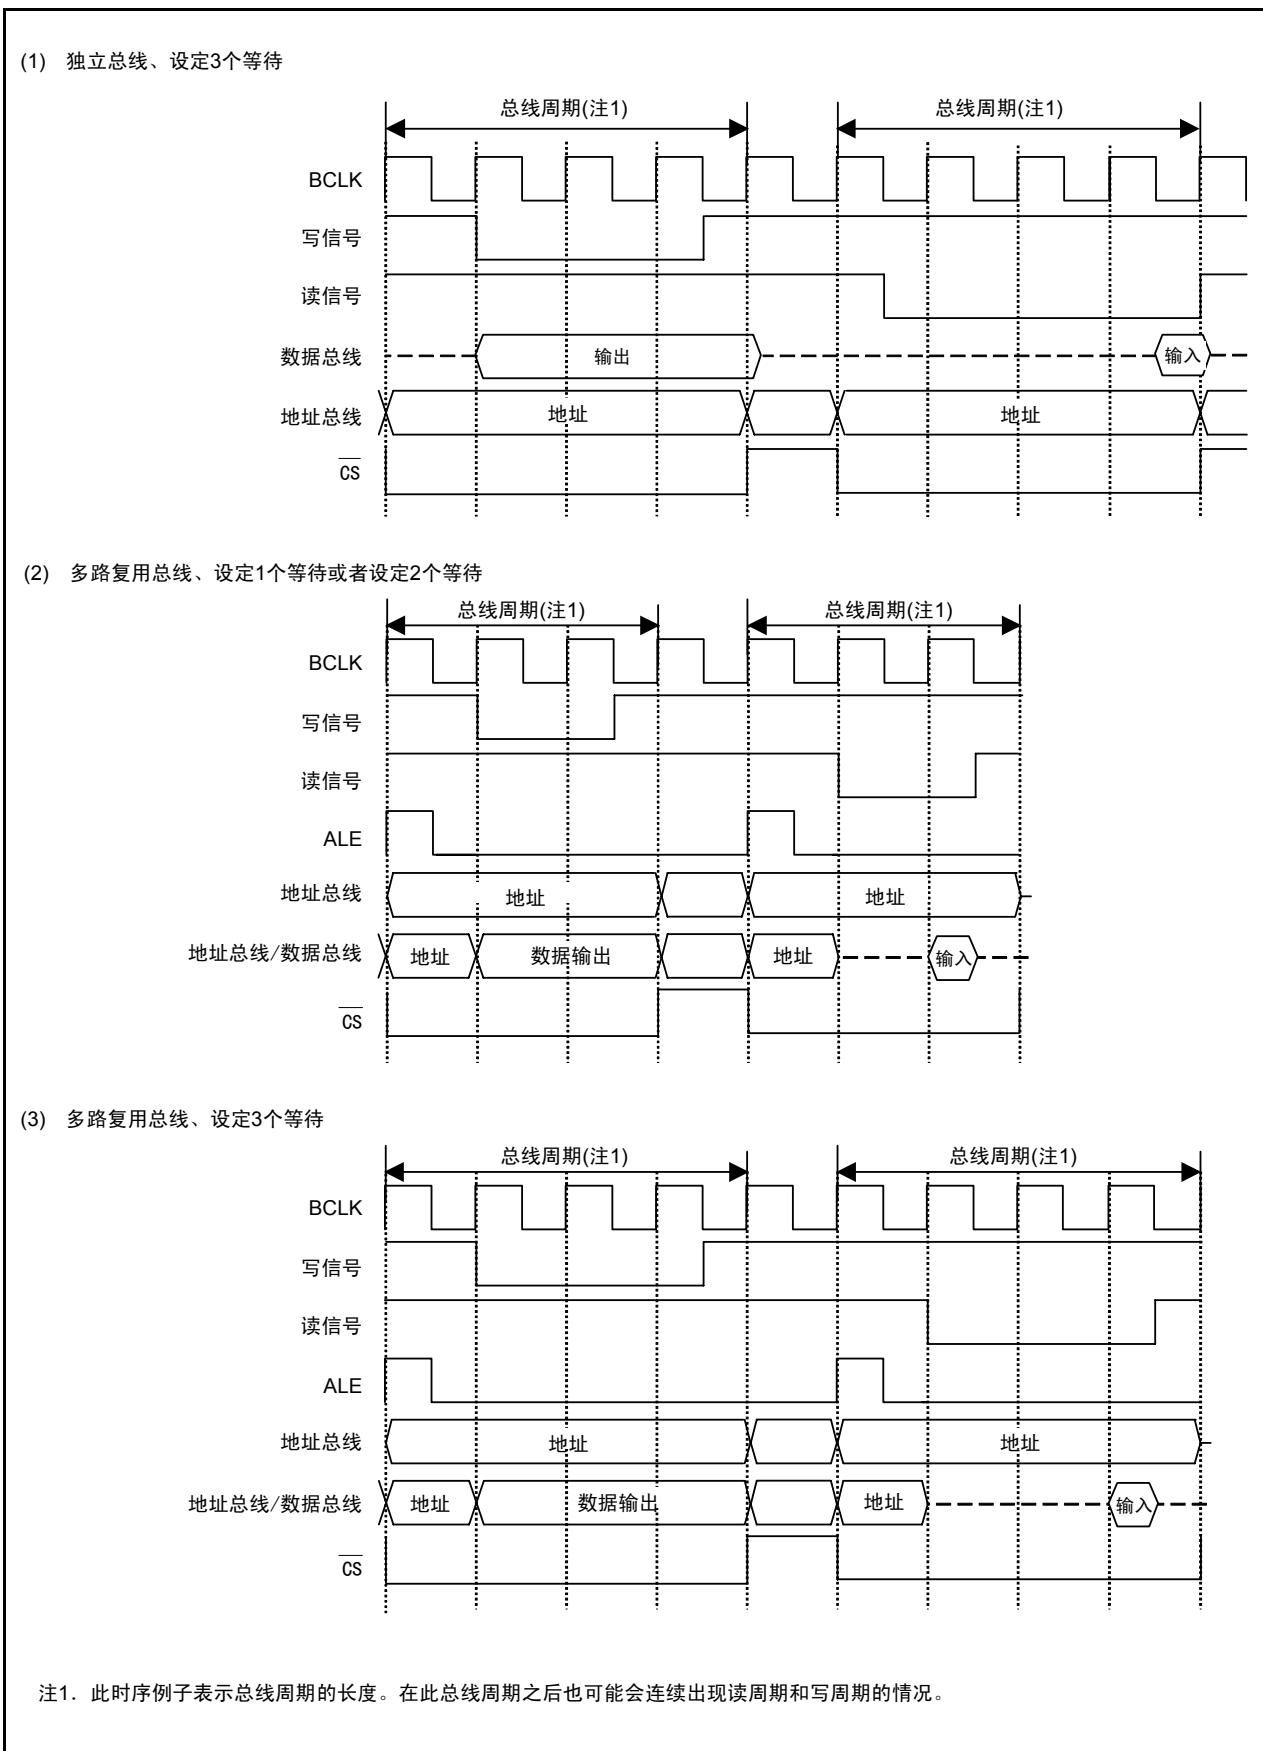 (1) 独立总线、设定3个等待
总线周期(注1) 总线周期(注1)
BCLK
写信号
读信号
数据总线 输出 输入
地址总线 地址 地址
CS
(2) 多路复用总线、设定1个等待或者设定2个等待
总线周期(注1) 总线周期(注1)
BCLK
写信号
读信号
ALE
地址总线 地址 地址
地址总线/数据总线 地址 数据输出 地址 输入
CS
(3) 多路复用总线、设定3个等待
总线周期(注1) 总线周期(注1)
BCLK
写信号
读信号
ALE
地址总线 地址 地址
地址总线/数据总线 地址 数据输出 地址 输入
CS
注1. 此时序例子表示总线周期的长度。在此总线周期之后也可能会连续出现读周期和写周期的情况。